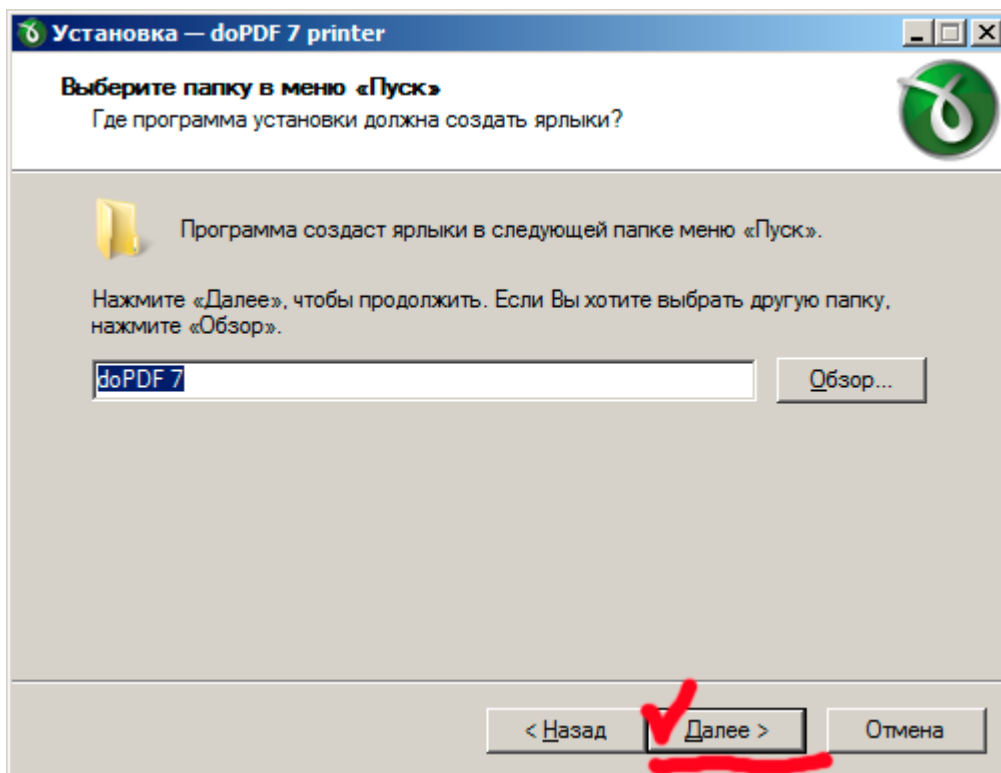 Установка — doPDF 7 printer
Выберите папку в меню «Пуск»
Где программа установки должна создать ярлыки?
Программа создаст ярлыки в следующей папке меню «Пуск».
Нажмите «Далее», чтобы продолжить. Если Вы хотите выбрать другую папку,
нажмите «Обзор».
doPDF 7
Обзор...
< Назад
Далее >
Отмена